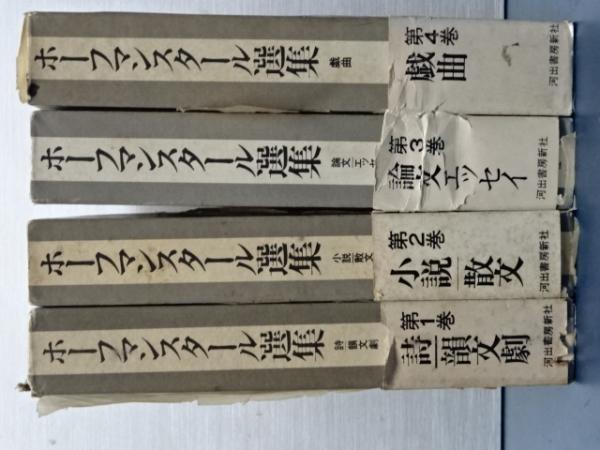 ホーフマンスタール選集
戯曲
第4巻
戯曲
河出書房新社
ホーフマンスタール選集
論文│エッセイ
第3巻
論文│エッセイ
河出書房新社
ホーフマンスタール選集
小説│散文
第2巻
小説│散文
河出書房新社
ホーフマンスタール選集
詩│韻文劇
第1巻
詩│韻文劇
河出書房新社